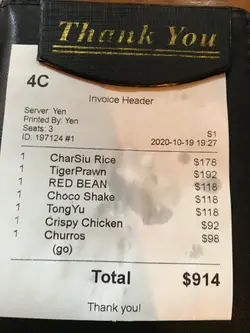 Thank You
4C
Invoice Header
Server: Yen
Printed By: Yen
Seats: 3 S1
ID: 197124 #1 2020-10-19 19:27
1 CharSiu Rice $178
1 TigerPrawn $192
1 RED BEAN $118
1 Choco Shake $118
1 TongYu $118
1 Crispy Chicken $92
1 Churros $98
(go)
Total $914
Thank you!